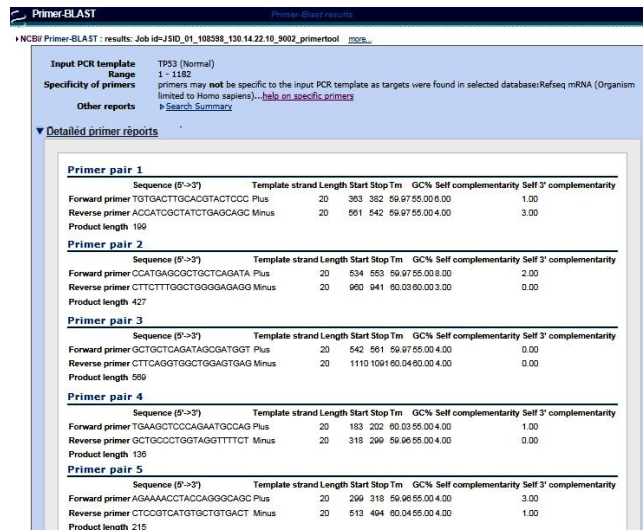 Primer-BLAST
Primer-Blast results
NCBI/ Primer-BLAST : results: Job id=JSID_01_108598_130.14.22.10_9002_primertool more...
Input PCR template TP53 (Normal)
Range 1 - 1182
Specificity of primers primers may not be specific to the input PCR template as targets were found in selected database:Refseq mRNA (Organism
limited to Homo sapiens)...help on specific primers
Other reports Search Summary
Detailed primer reports
Primer pair 1
Sequence (5'->3') Template strand Length Start Stop Tm GC% Self complementarity Self 3' complementarity
Forward primer TGTGACTTGCACGTACTCCC Plus 20 363 382 59.97 55.00 6.00 1.00
Reverse primer ACCATCGCTATCTGAGCAGC Minus 20 561 542 59.97 55.00 4.00 3.00
Product length 199
Primer pair 2
Sequence (5'->3') Template strand Length Start Stop Tm GC% Self complementarity Self 3' complementarity
Forward primer CCATGAGCGCTGCTCAGATA Plus 20 534 553 59.97 55.00 8.00 2.00
Reverse primer CTTCTTTGGCTGGGGAGAGG Minus 20 960 941 60.03 60.00 3.00 0.00
Product length 427
Primer pair 3
Sequence (5'->3') Template strand Length Start Stop Tm GC% Self complementarity Self 3' complementarity
Forward primer GCTGCTCAGATAGCGATGGT Plus 20 542 561 59.97 55.00 4.00 0.00
Reverse primer CTTCAGGTGGCTGGAGTGAG Minus 20 1110 1091 60.04 60.00 4.00 0.00
Product length 569
Primer pair 4
Sequence (5'->3') Template strand Length Start Stop Tm GC% Self complementarity Self 3' complementarity
Forward primer TGAAGCTCCCAGAATGCCAG Plus 20 183 202 60.03 55.00 4.00 1.00
Reverse primer GCTGCCCTGGTAGGTTTTCT Minus 20 318 299 59.96 55.00 4.00 0.00
Product length 136
Primer pair 5
Sequence (5'->3') Template strand Length Start Stop Tm GC% Self complementarity Self 3' complementarity
Forward primer AGAAAACCTACCAGGGCAGC Plus 20 299 318 59.96 55.00 4.00 3.00
Reverse primer CTCCGTCATGTGCTGTGACT Minus 20 513 494 60.04 55.00 4.00 1.00
Product length 215